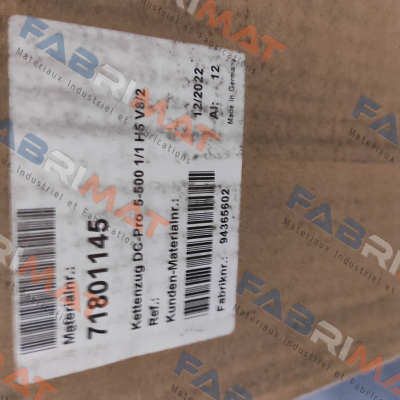 Materialnr.:
71801145
Kettenzug DC-Pro 5-500 1/1 H5 V8/2
Ref.:
Kunden-Materialnr.:
Fabriknr.: 94365602
12/2022
AI: 12
Made in Germany
FABRIMAT
Matériaux Industriel et Fabrications